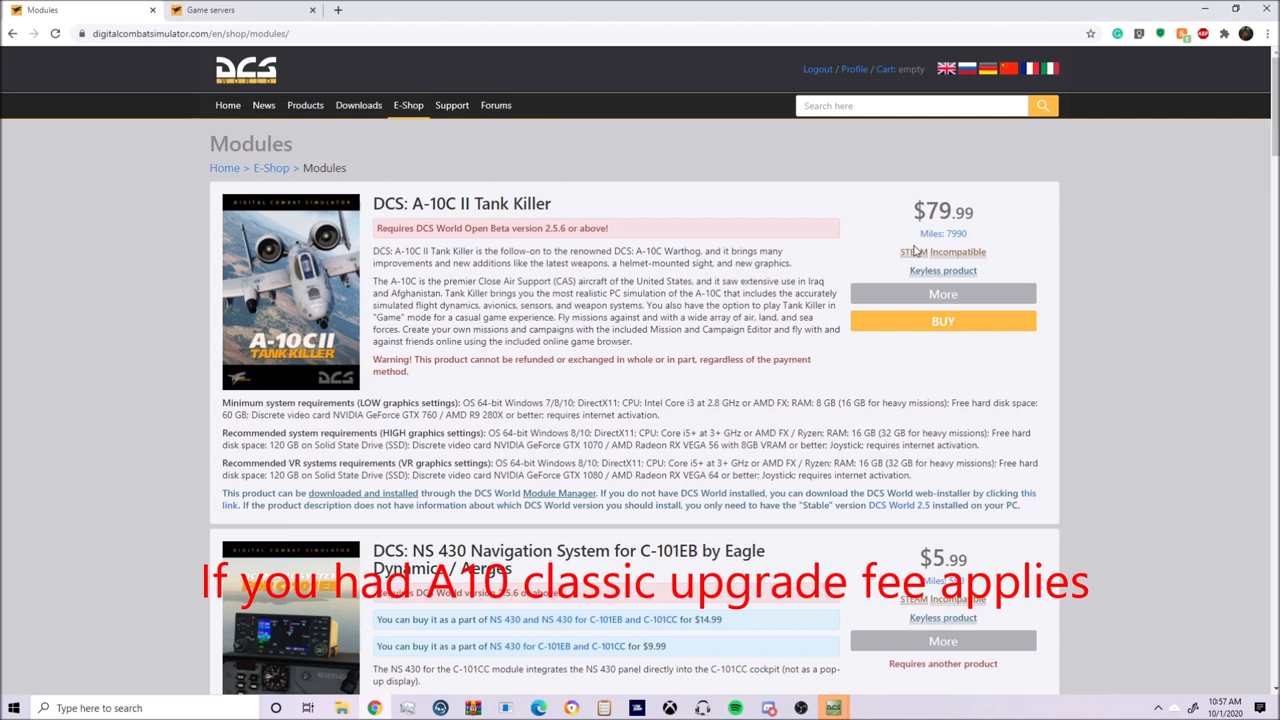 Modules
Game servers
digitalcombatsimulator.com/en/shop/modules/
DCS
WORLD
Logout / Profile / Cart: empty
Home News Products Downloads E-Shop Support Forums
Search here
Modules
Home > E-Shop > Modules
DIGITAL COMBAT SIMULATOR
A-10C II
TANK KILLER
DCS
DCS: A-10C II Tank Killer
Requires DCS World Open Beta version 2.5.6 or above!
DCS: A-10C II Tank Killer is the follow-on to the renowned DCS: A-10C Warthog, and it brings many
improvements and new additions like the latest weapons, a helmet-mounted sight, and new graphics.
The A-10C is the premier Close Air Support (CAS) aircraft of the United States, and it saw extensive use in Iraq
and Afghanistan. Tank Killer brings you the most realistic PC simulation of the A-10C that includes the accurately
simulated flight dynamics, avionics, sensors, and weapon systems. You also have the option to play Tank Killer in
"Game" mode for a casual game experience. Fly missions against and with a wide array of air, land, and sea
forces. Create your own missions and campaigns with the included Mission and Campaign Editor and fly with and
against friends online using the included online game browser.
Warning! This product cannot be refunded or exchanged in whole or in part, regardless of the payment
method.
$79.99
Miles: 7990
STEAM Incompatible
Keyless product
More
BUY
Minimum system requirements (LOW graphics settings): OS 64-bit Windows 7/8/10; DirectX11; CPU: Intel Core i3 at 2.8 GHz or AMD FX; RAM: 8 GB (16 GB for heavy missions); Free hard disk space:
60 GB; Discrete video card NVIDIA GeForce GTX 760 / AMD R9 280X or better; requires internet activation.
Recommended system requirements (HIGH graphics settings): OS 64-bit Windows 8/10; DirectX11; CPU: Core i5+ at 3+ GHz or AMD FX / Ryzen; RAM: 16 GB (32 GB for heavy missions); Free hard
disk space: 120 GB on Solid State Drive (SSD); Discrete video card NVIDIA GeForce GTX 1070 / AMD Radeon RX VEGA 56 with 8GB VRAM or better; Joystick; requires internet activation.
Recommended VR systems requirements (VR graphics settings): OS 64-bit Windows 8/10; DirectX11; CPU: Core i5+ at 3+ GHz or AMD FX / Ryzen; RAM: 16 GB (32 GB for heavy missions); Free hard
disk space: 120 GB on Solid State Drive (SSD); Discrete video card NVIDIA GeForce GTX 1080 / AMD Radeon RX VEGA 64 or better; Joystick; requires internet activation.
This product can be downloaded and installed through the DCS World Module Manager. If you do not have DCS World installed, you can download the DCS World web-installer by clicking this
link. If the product description does not have information about which DCS World version you should install, you only need to have the "Stable" version DCS World 2.5 installed on your PC.
DIGITAL COMBAT SIMULATOR
DCS: NS 430 Navigation System for C-101EB by Eagle
Dynamics / Aerges
If you had A10 classic upgrade fee applies
Requires DCS World version 2.5.6 or above!
You can buy it as a part of NS 430 and NS 430 for C-101EB and C-101CC for $14.99
You can buy it as a part of NS 430 for C-101EB and C-101CC for $9.99
The NS 430 for the C-101CC module integrates the NS 430 panel directly into the C-101CC cockpit (not as a pop-
up display).
$5.99
Miles:
STEAM Incompatible
Keyless product
More
Requires another product
Type here to search
10:57 AM
10/1/2020